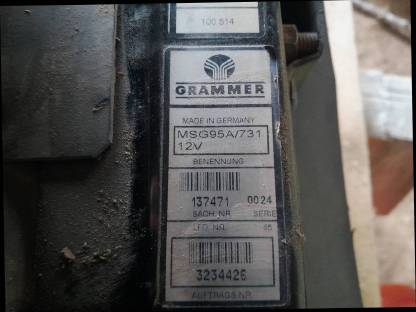 100 514
GRAMMER
MADE IN GERMANY
MSG95A/731
12V
BENENNUNG
137471 0024
SACH. NR. SERIE
LFD. NR.
3234426
AUFTRAGS NR.